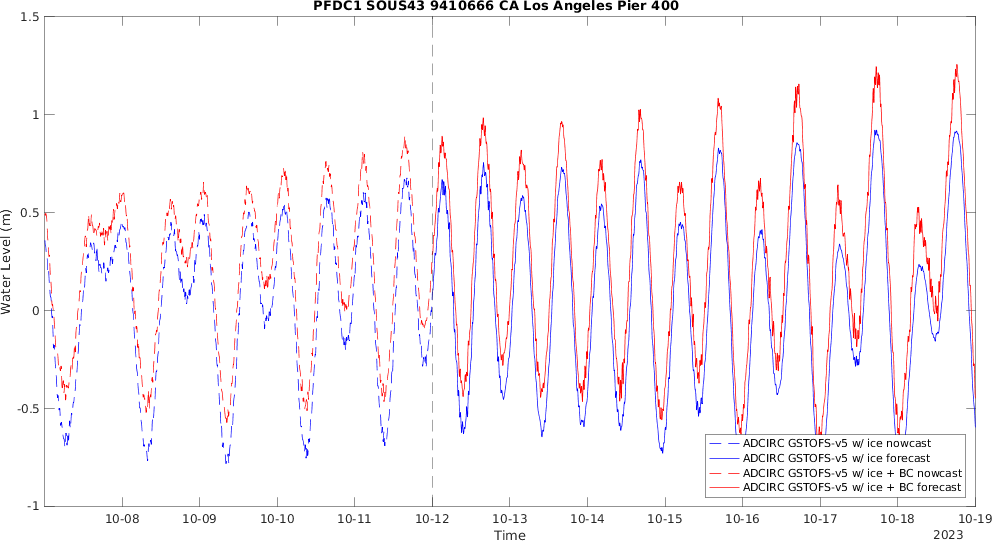 PFDC1 SOUS43 9410666 CA Los Angeles Pier 400
1.5
1
0.5
0
-0.5
-1
Water Level (m)
ADCIRC GSTOFS-v5 w/ ice nowcast
ADCIRC GSTOFS-v5 w/ ice forecast
ADCIRC GSTOFS-v5 w/ ice + BC nowcast
ADCIRC GSTOFS-v5 w/ ice + BC forecast
10-08 10-09 10-10 10-11 10-12 10-13 10-14 10-15 10-16 10-17 10-18 10-19
Time
2023